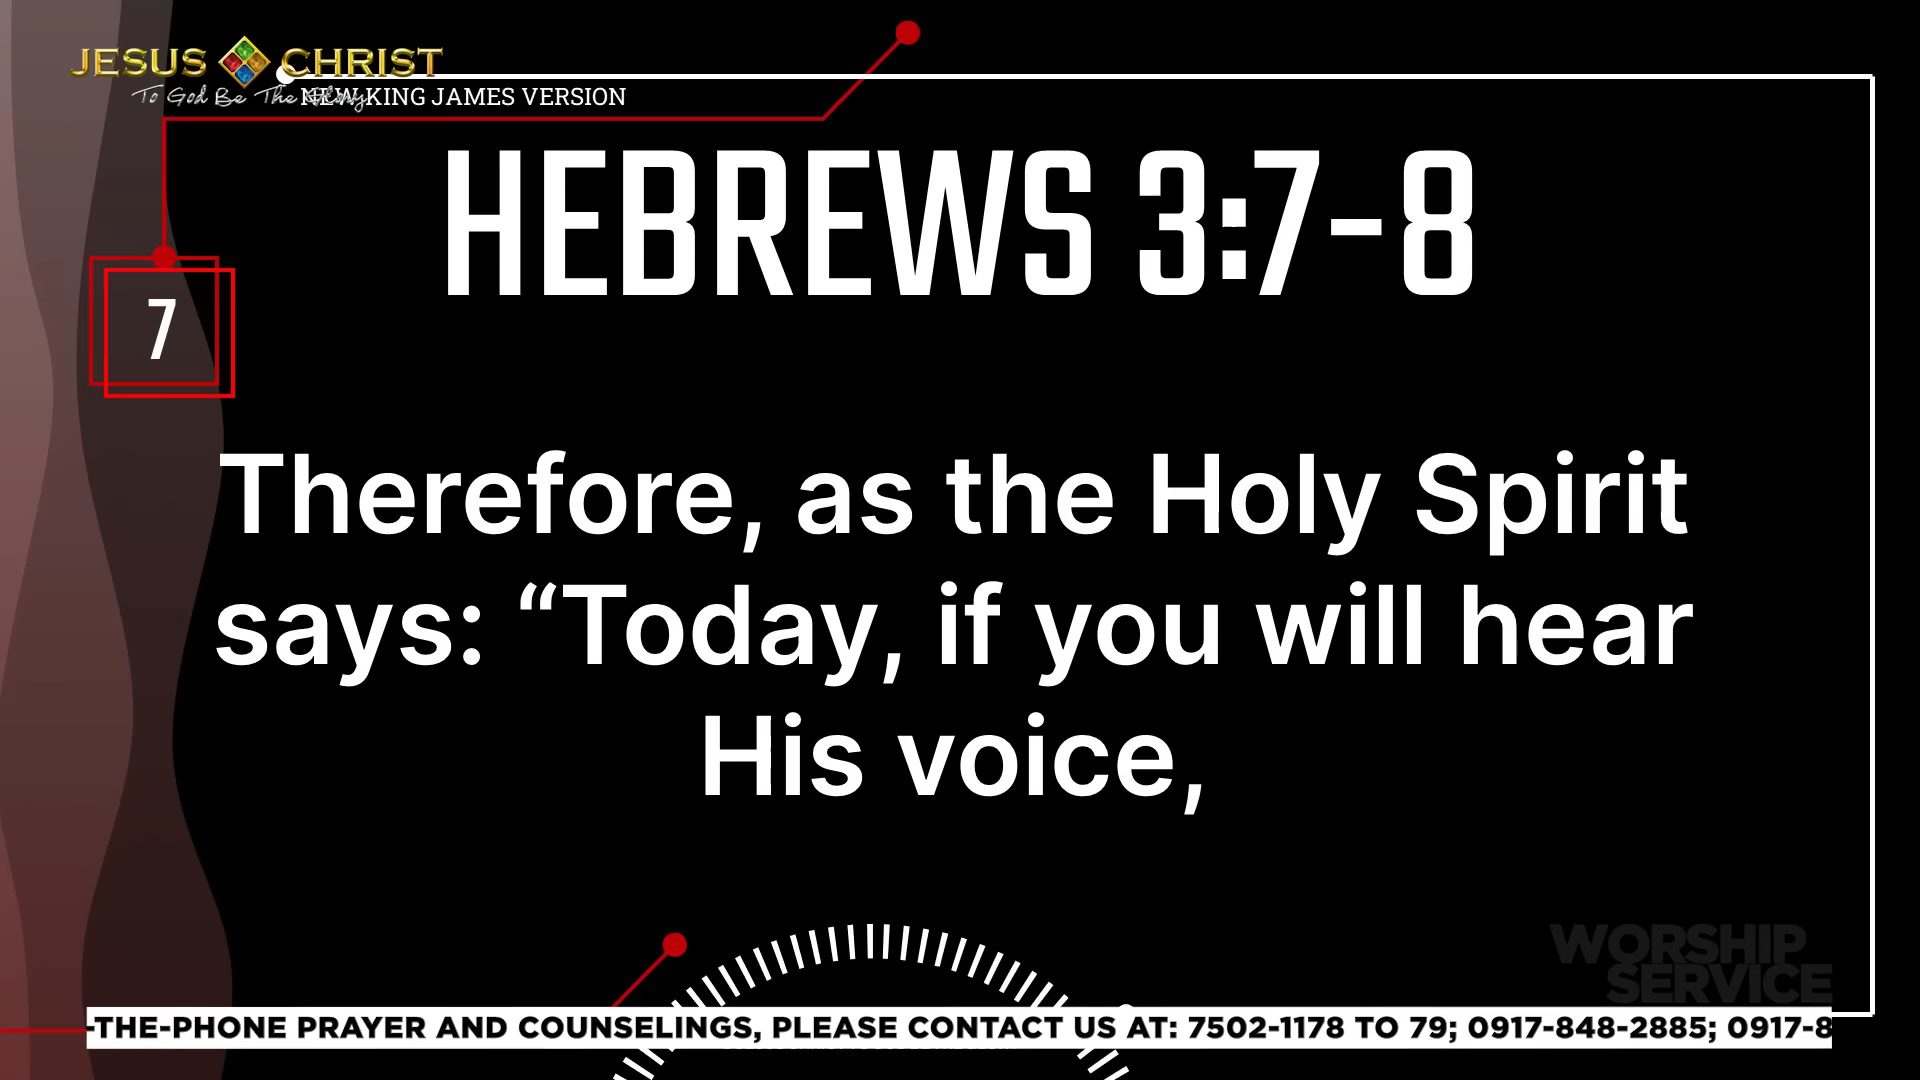 JESUS CHRIST
To God Be The Glory
NEW KING JAMES VERSION
HEBREWS 3:7-8
7
Therefore, as the Holy Spirit
says: “Today, if you will hear
His voice,
WORSHIP
SERVICE
-THE-PHONE PRAYER AND COUNSELINGS, PLEASE CONTACT US AT: 7502-1178 TO 79; 0917-848-2885; 0917-8